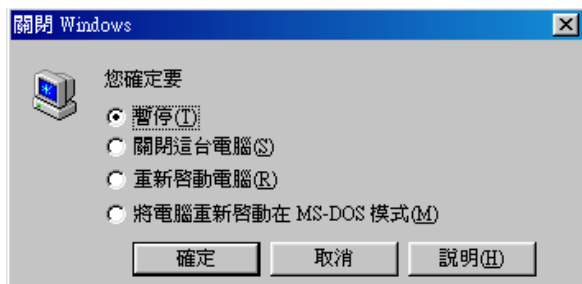 關閉 Windows
您確定要
暫停(T)
關閉這台電腦(S)
重新啓動電腦(R)
將電腦重新啓動在 MS-DOS 模式(M)
確定 取消 說明(H)